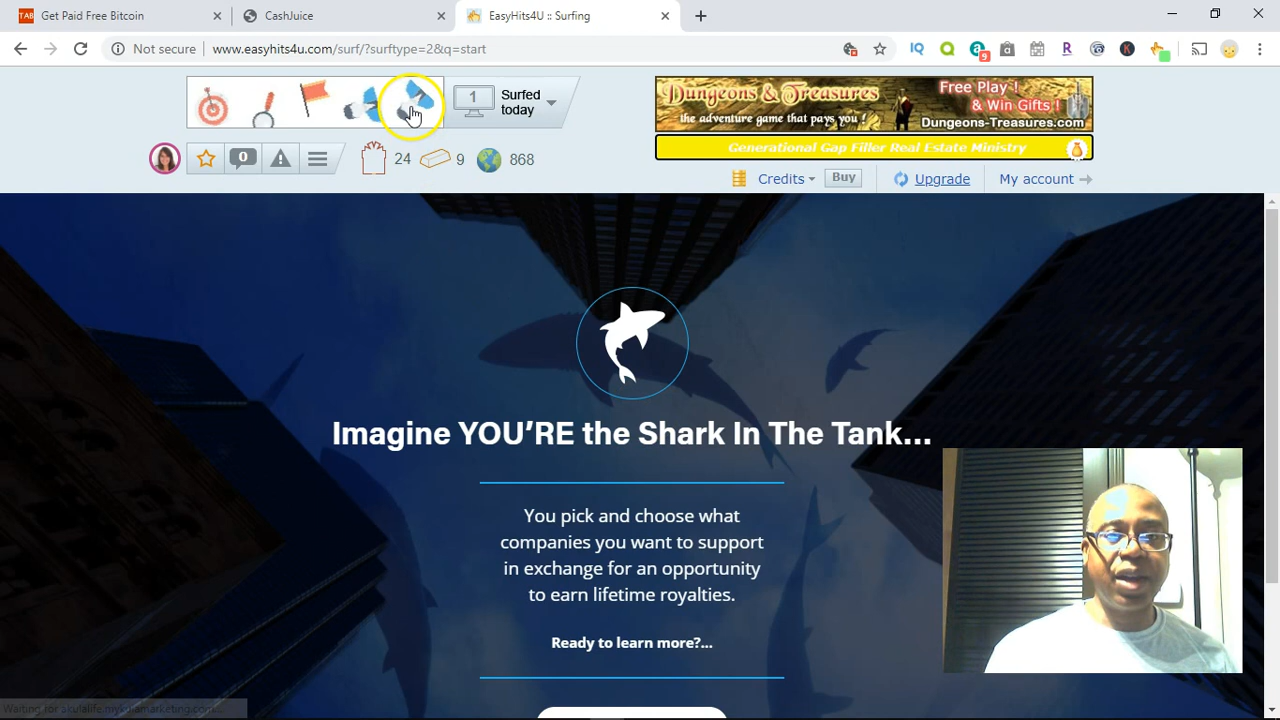 TAB
Get Paid Free Bitcoin
CashJuice
EasyHits4U :: Surfing
Not secure
www.easyhits4u.com/surf/?surftype=2&q=start
IQ
9
R
K
1
Surfed today
Dungeons & Treasures
the adventure game that pays you!
Free Play!
& Win Gifts!
Dungeons-Treasures.com
Generational Gap Filler Real Estate Ministry
0
24
9
868
Credits
Buy
Upgrade
My account
Imagine YOU'RE the Shark In The Tank...
You pick and choose what
companies you want to support
in exchange for an opportunity
to earn lifetime royalties.
Ready to learn more?...